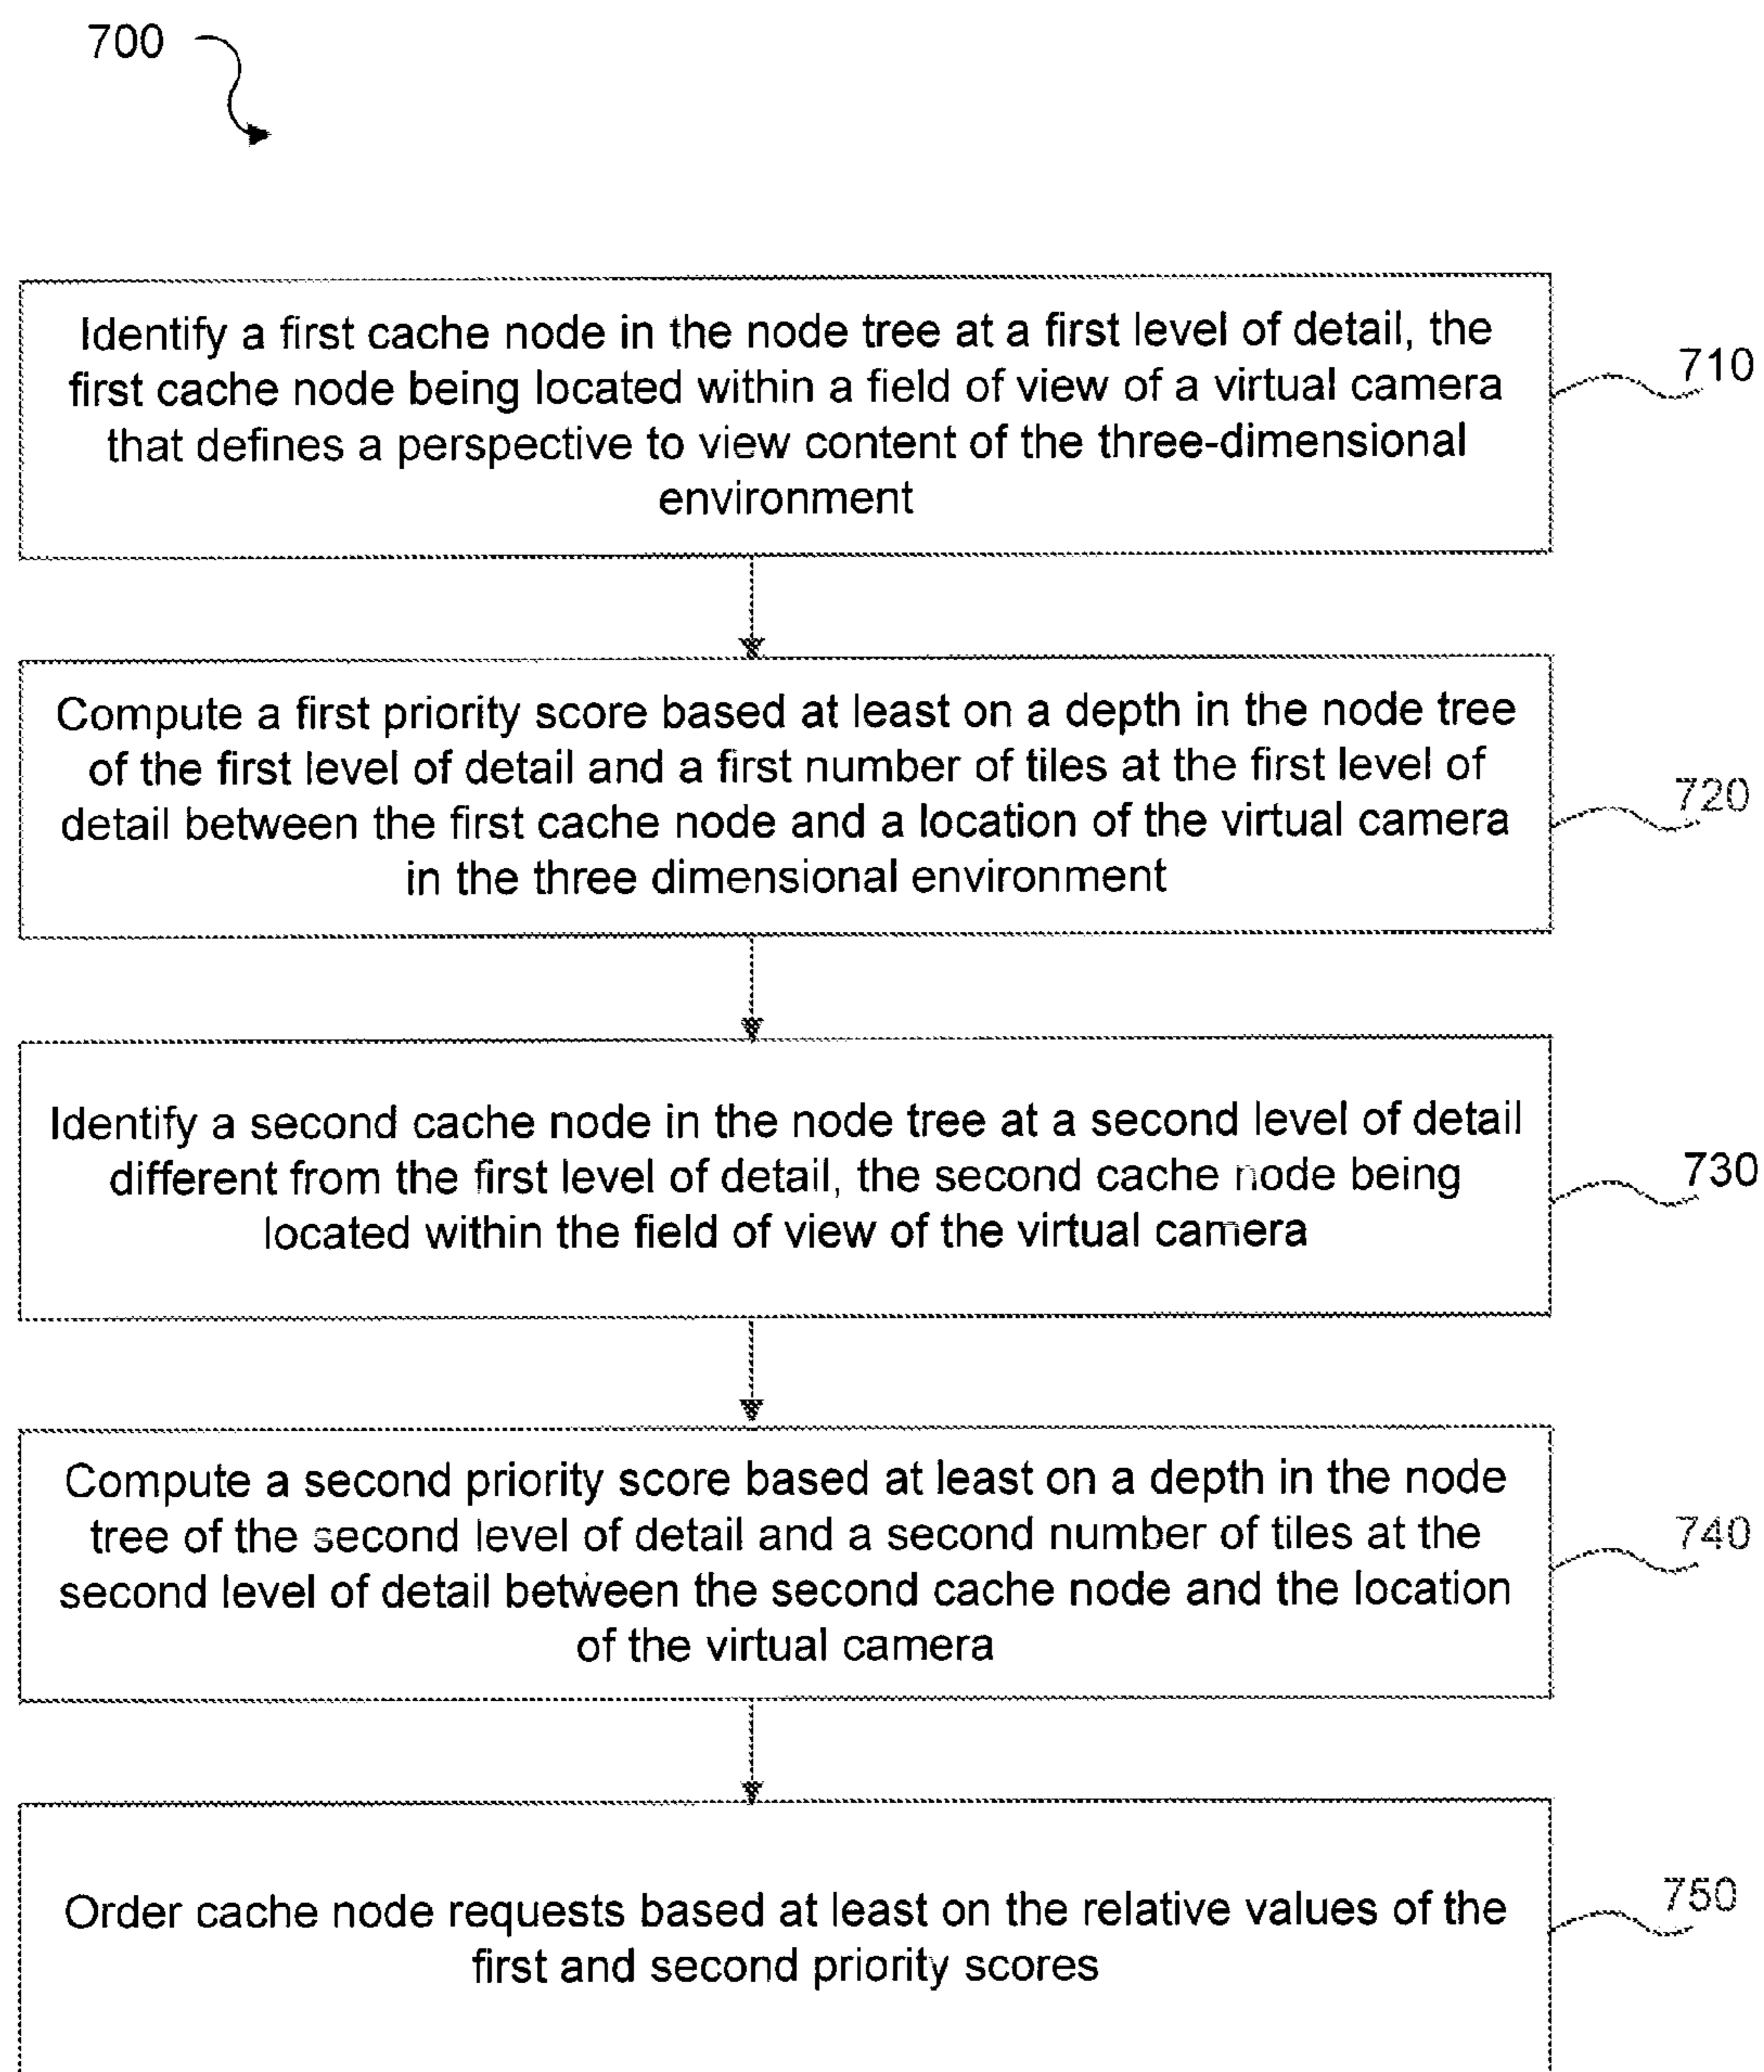 700
Identify a first cache node in the node tree at a first level of detail, the
first cache node being located within a field of view of a virtual camera
that defines a perspective to view content of the three-dimensional
environment
710
Compute a first priority score based at least on a depth in the node tree
of the first level of detail and a first number of tiles at the first level of
detail between the first cache node and a location of the virtual camera
in the three dimensional environment
720
Identify a second cache node in the node tree at a second level of detail
different from the first level of detail, the second cache node being
located within the field of view of the virtual camera
730
Compute a second priority score based at least on a depth in the node
tree of the second level of detail and a second number of tiles at the
second level of detail between the second cache node and the location
of the virtual camera
740
Order cache node requests based at least on the relative values of the
first and second priority scores
750